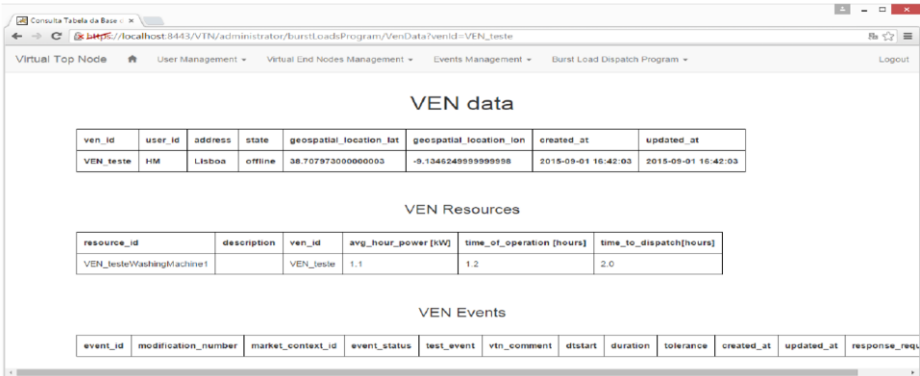 Consulta Tabela da Base c
https://localhost:8443/VTN/administrator/burstLoadsProgram/VenData?venId=VEN_teste
Virtual Top Node User Management Virtual End Nodes Management Events Management Burst Load Dispatch Program Logout
VEN data
ven_id user_id address state geospatial_location_lat geospatial_location_lon created_at updated_at
VEN_teste HM Lisboa offline 38.707973000000003 -9.1346249999999998 2015-09-01 16:42:03 2015-09-01 16:42:03
VEN Resources
resource_id description ven_id avg_hour_power [kW] time_of_operation [hours] time_to_dispatch[hours]
VEN_testeWashingMachine1 VEN_teste 1.1 1.2 2.0
VEN Events
event_id modification_number market_context_id event_status test_event vtn_comment dtstart duration tolerance created_at updated_at response_requ